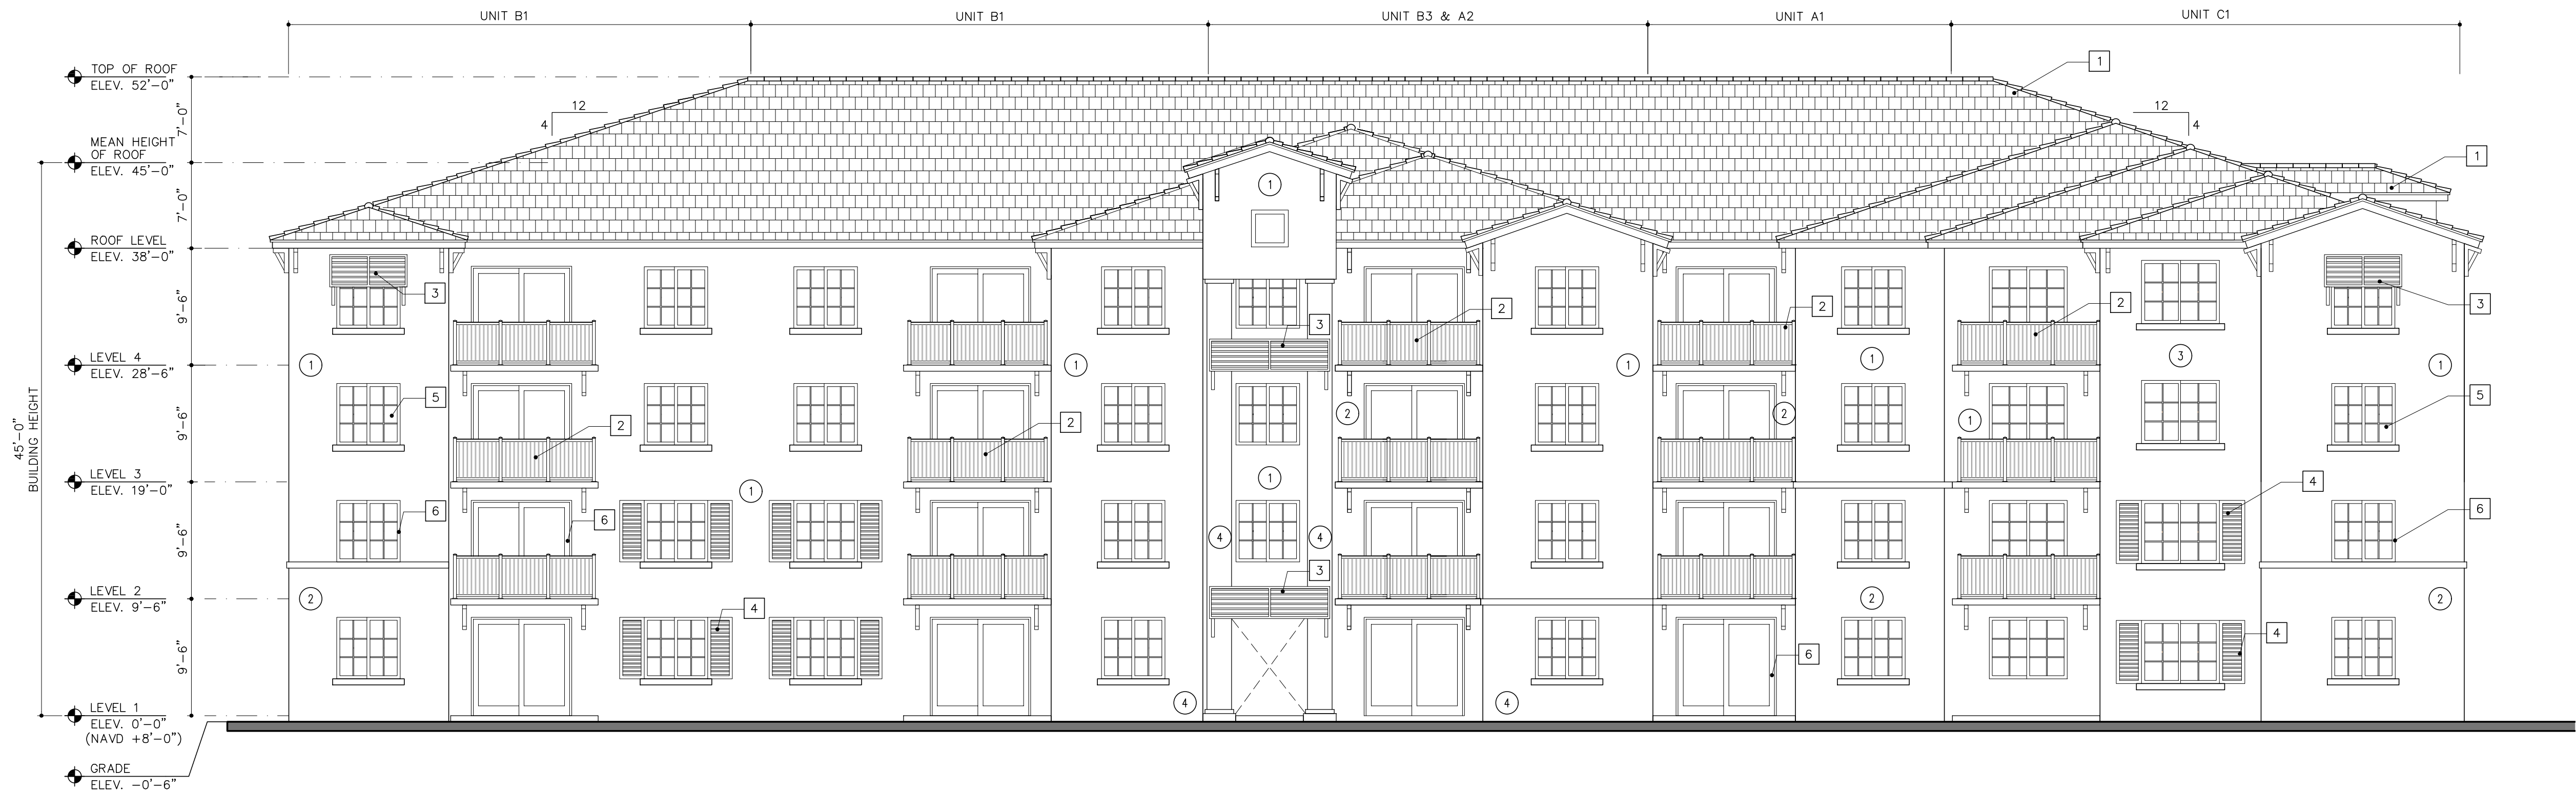 UNIT B1
UNIT B1
UNIT B3 & A2
UNIT A1
UNIT C1
TOP OF ROOF
ELEV. 52'-0"
7'-0"
MEAN HEIGHT
OF ROOF
ELEV. 45'-0"
7'-0"
ROOF LEVEL
ELEV. 38'-0"
9'-6"
LEVEL 4
ELEV. 28'-6"
9'-6"
LEVEL 3
ELEV. 19'-0"
9'-6"
LEVEL 2
ELEV. 9'-6"
9'-6"
LEVEL 1
ELEV. 0'-0"
(NAVD +8'-0")
GRADE
ELEV. -0'-6"
45'-0"
BUILDING HEIGHT
12
4
12
4
1
1
1
3
3
2
2
2
3
3
1
1
1
1
3
1
5
2
2
2
2
2
1
5
1
1
4
6
6
4
4
6
3
2
4
2
2
4
6
4
4